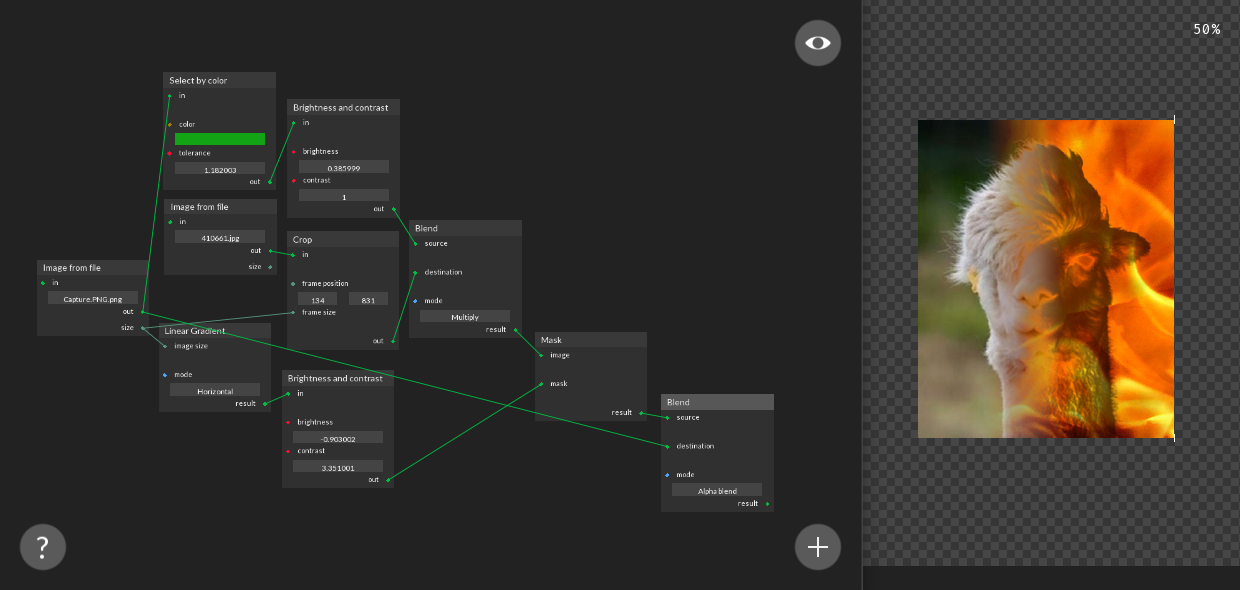 50%
Select by color
in
color
tolerance
1.182003
out
Brightness and contrast
in
brightness
0.385999
contrast
1
out
Image from file
in
410661.jpg
out
size
Crop
in
frame position
134 831
frame size
out
Blend
source
destination
mode
Multiply
result
Image from file
in
Capture.PNG.png
out
size
Linear Gradient
image size
mode
Horizontal
result
Brightness and contrast
in
brightness
-0.903002
contrast
3.351001
out
Mask
image
mask
result
Blend
source
destination
mode
Alpha blend
result
?
+